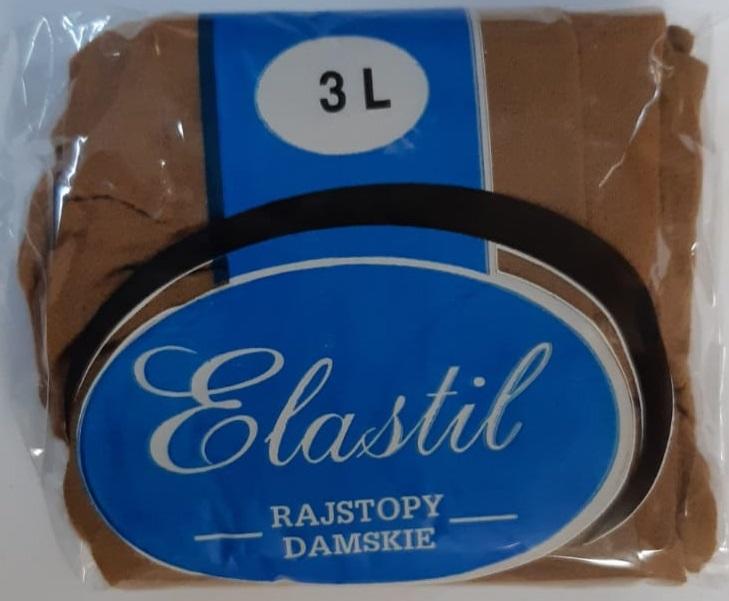 3 L
Elastil
RAJSTOPY
DAMSKIE